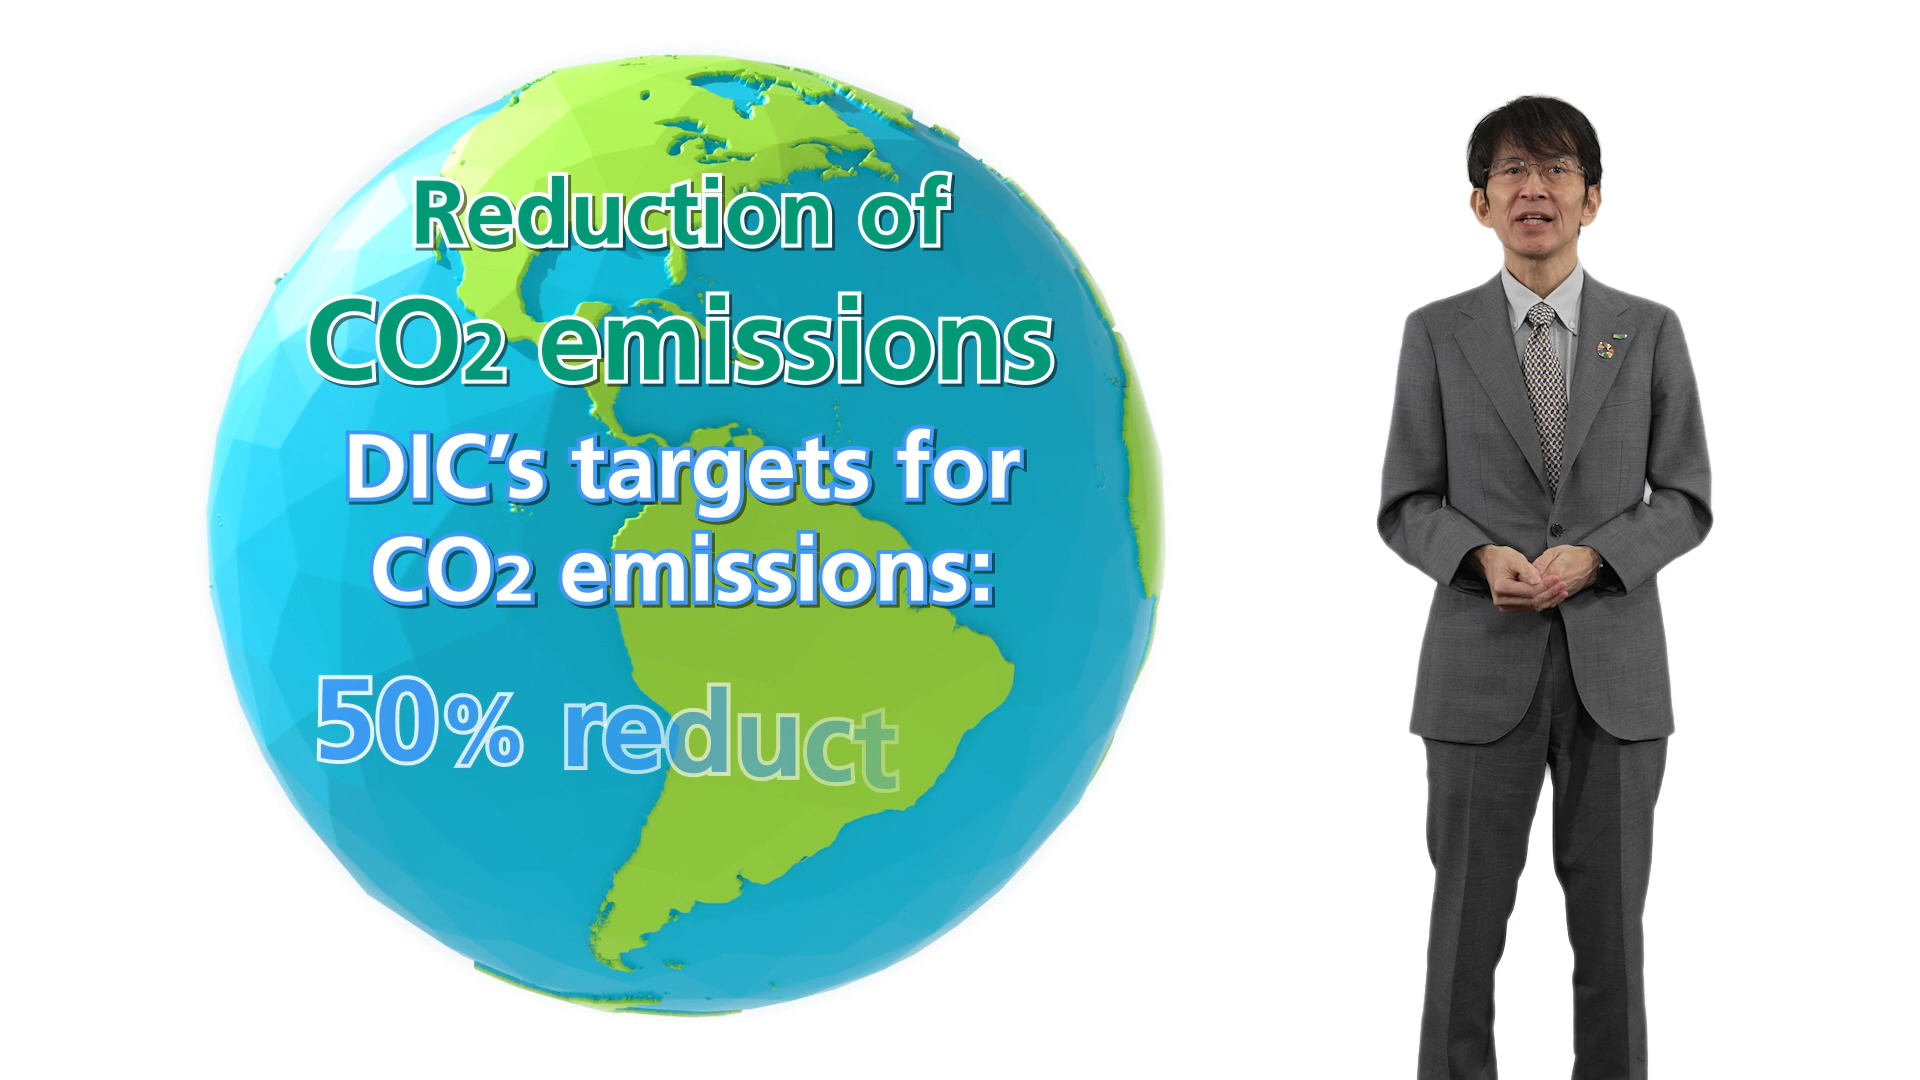 Reduction of
CO2 emissions
DIC's targets for
CO2 emissions:
50% reduct